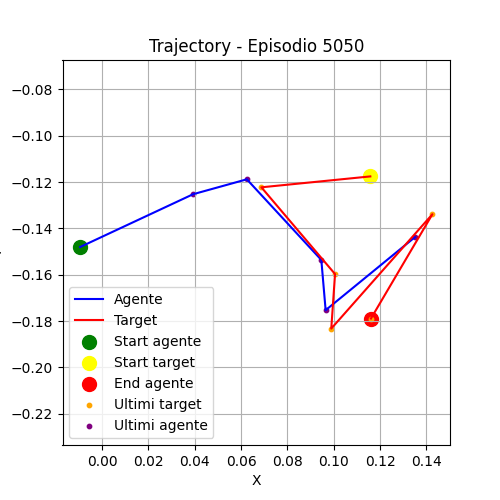 Trajectory - Episodio 5050
−0.08
−0.10
−0.12
−0.14
−0.16
−0.18
−0.20
−0.22
Agente
Target
Start agente
Start target
End agente
Ultimi target
Ultimi agente
0.00 0.02 0.04 0.06 0.08 0.10 0.12 0.14
X